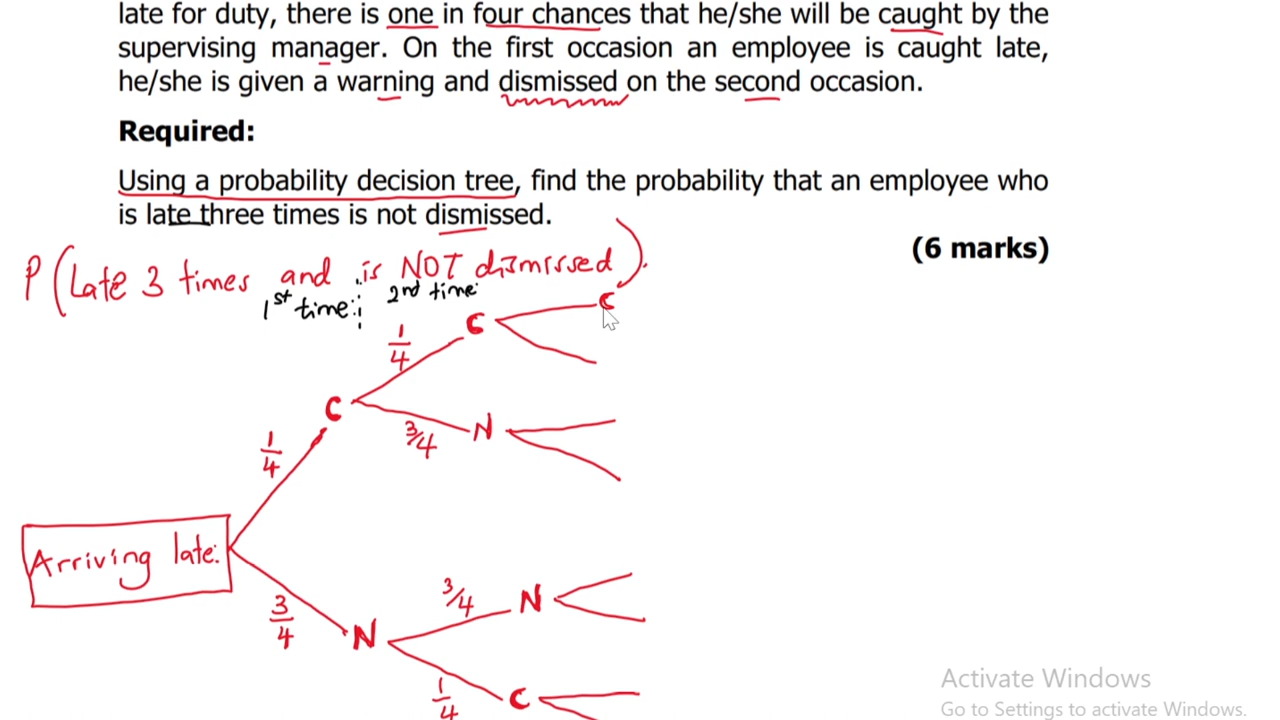 late for duty, there is one in four chances that he/she will be caught by the
supervising manager. On the first occasion an employee is caught late,
he/she is given a warning and dismissed on the second occasion.
Required:
Using a probability decision tree, find the probability that an employee who
is late three times is not dismissed.
(6 marks)
P (Late 3 times and is NOT dismissed).
1st time: 2nd time:
C
1/4
C
C
3/4
N
1/4
Arriving late:
3/4
N
3/4
N
1/4
C
Activate Windows
Go to Settings to activate Windows.